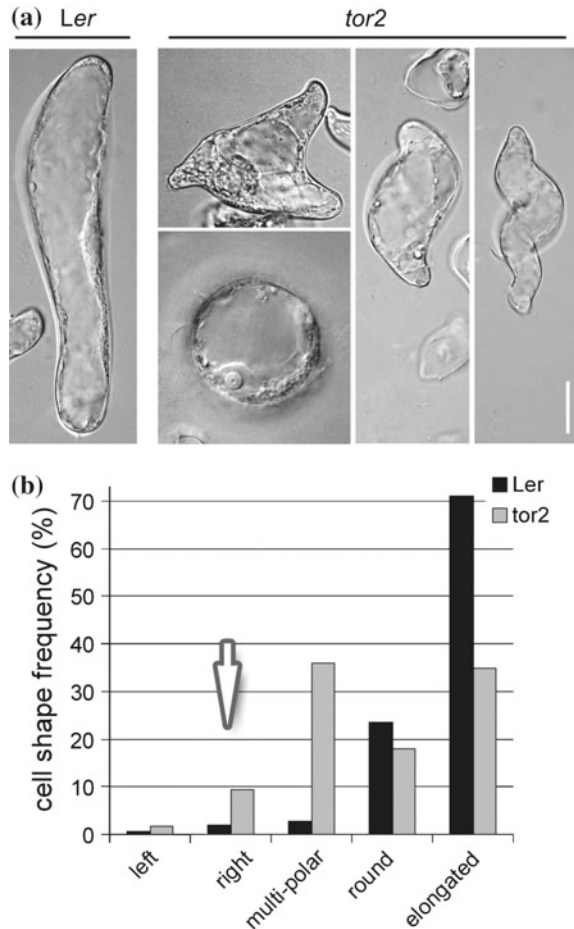 (a) Ler tor2
(b)
Ler
tor2
cell shape frequency (%)
70
60
50
40
30
20
10
0
left
right
multi-polar
round
elongated